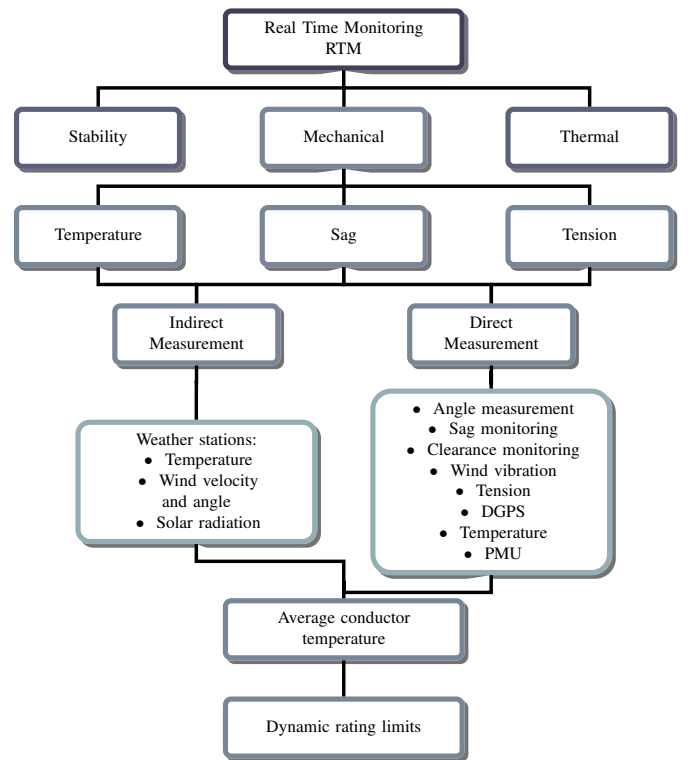 Real Time Monitoring
RTM
Stability
Mechanical
Thermal
Temperature
Sag
Tension
Indirect
Measurement
Direct
Measurement
Weather stations:
• Temperature
• Wind velocity
and angle
• Solar radiation
• Angle measurement
• Sag monitoring
• Clearance monitoring
• Wind vibration
• Tension
• DGPS
• Temperature
• PMU
Average conductor
temperature
Dynamic rating limits